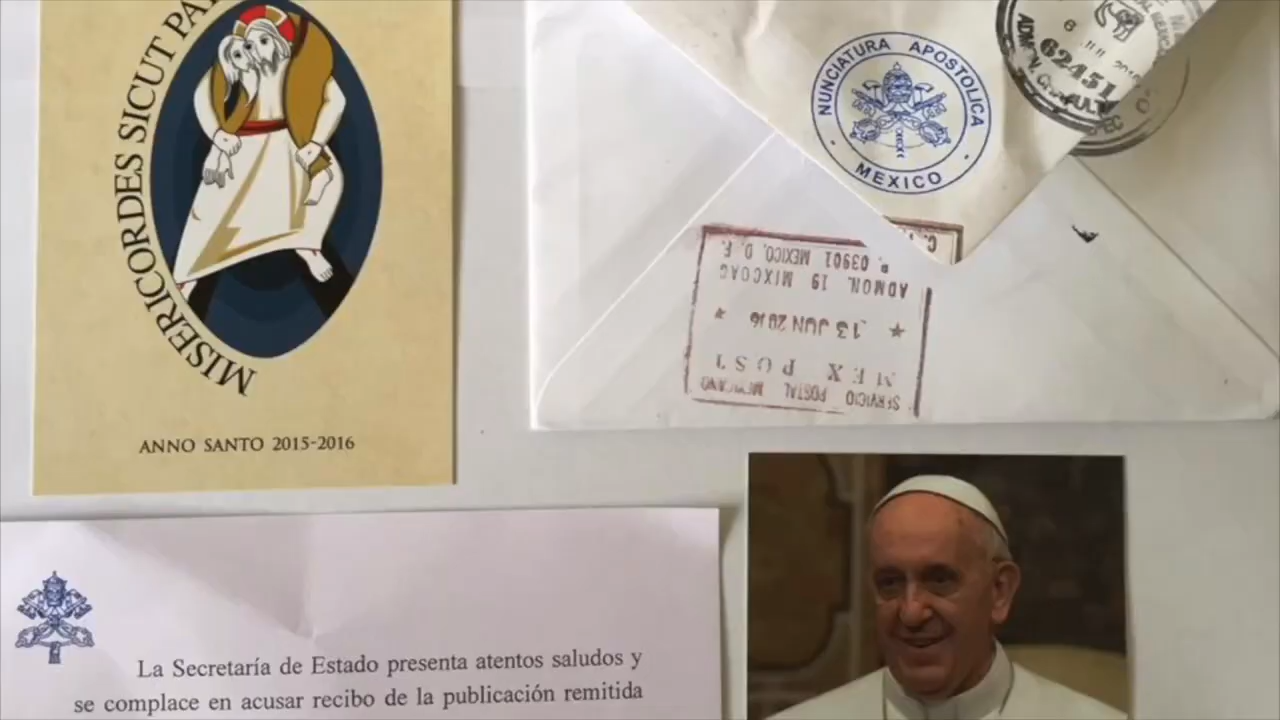 MISERICORDES SICUT PA
ANNO SANTO 2015-2016
NUNCIATURA APOSTOLICA
· MEXICO ·
62451
SERVICIO POSTAL MEXICANO
MEX POST
★ 13 JUN 2016 ★
ADMON. 19 MIXCOAC
P. 03901 MEXICO, D. F.
La Secretaría de Estado presenta atentos saludos y
se complace en acusar recibo de la publicación remitida